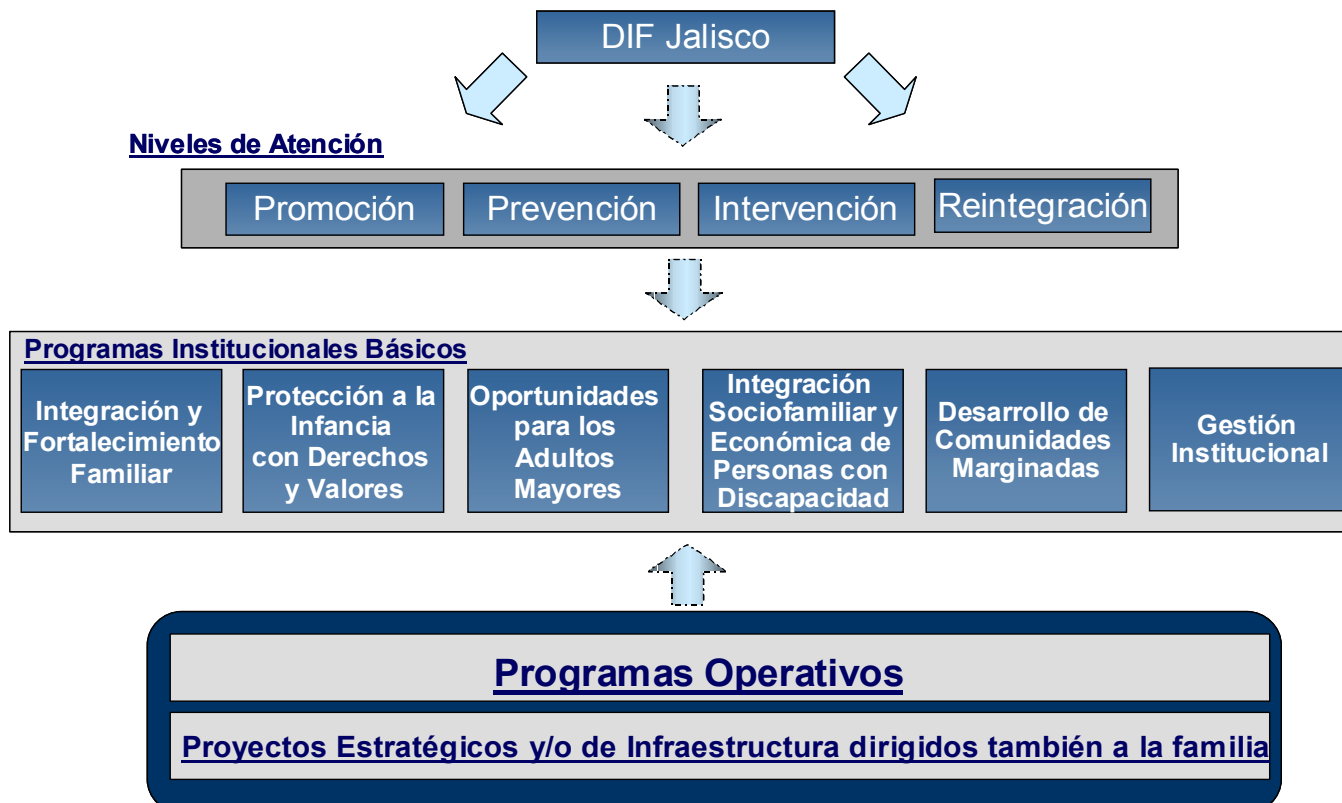 DIF Jalisco
Niveles de Atención
Promoción
Prevención
Intervención
Reintegración
Programas Institucionales Básicos
Integración y
Fortalecimiento
Familiar
Protección a la
Infancia
con Derechos
y Valores
Oportunidades
para los
Adultos
Mayores
Integración
Sociofamiliar y
Económica de
Personas con
Discapacidad
Desarrollo de
Comunidades
Marginadas
Gestión
Institucional
Programas Operativos
Proyectos Estratégicos y/o de Infraestructura dirigidos también a la familia